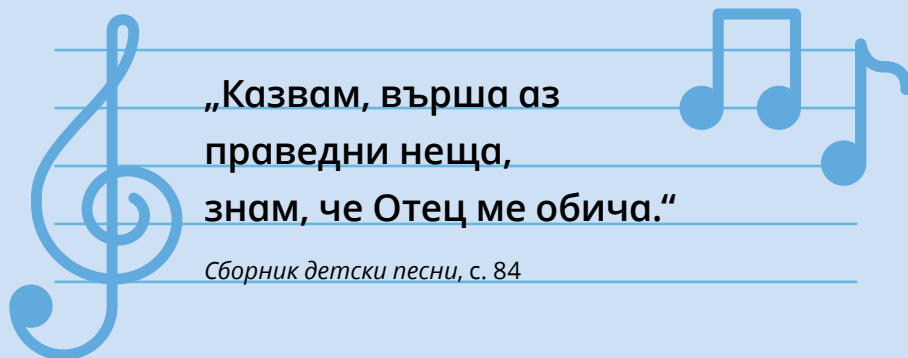 „Казвам, върша аз
праведни неща,
знам, че Отец ме обича.“
Сборник детски песни, с. 84